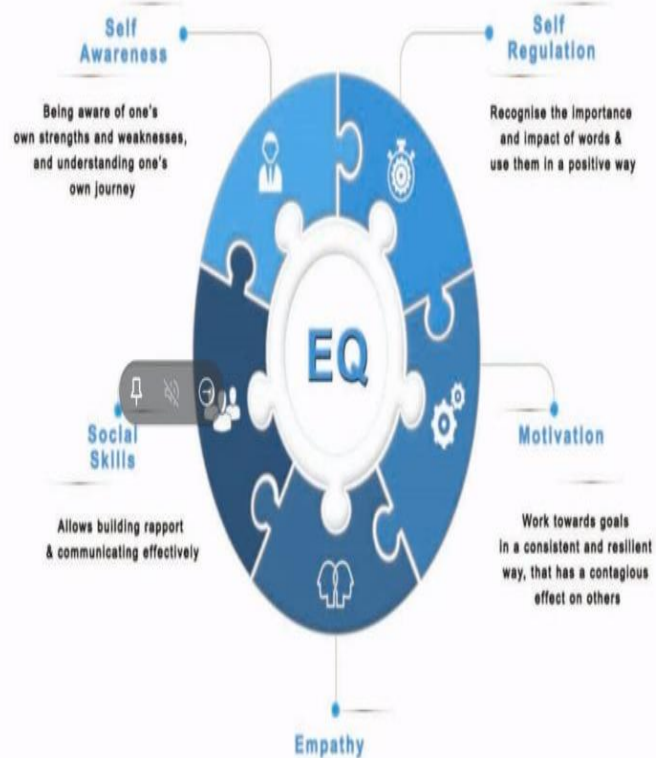 Self
Awareness
Being aware of one's
own strengths and weaknesses,
and understanding one's
own journey
Self
Regulation
Recognise the importance
and impact of words &
use them in a positive way
EQ
Social
Skills
Allows building rapport
& communicating effectively
Motivation
Work towards goals
in a consistent and resilient
way, that has a contagious
effect on others
Empathy